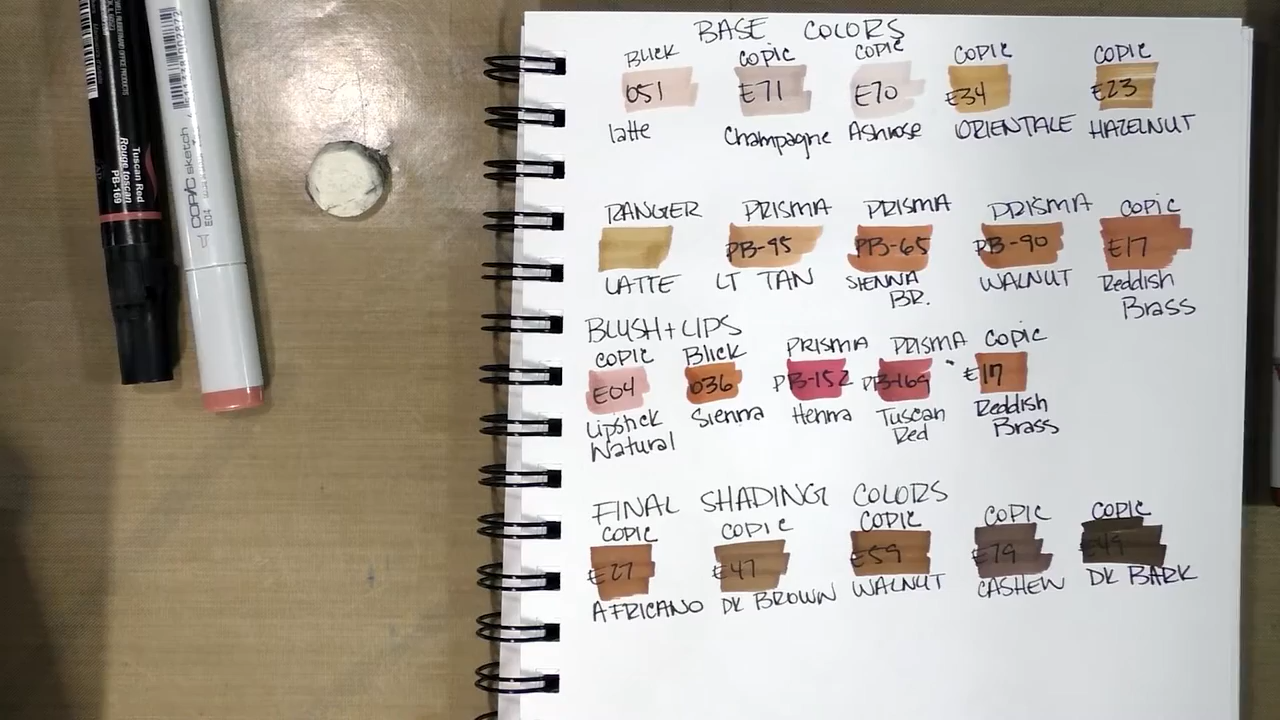 BASE COLORS
Blick COPIC COPIC COPIC COPIC
051 E71 E70 E34 E23
latte Champagne Ashrose ORIENTALE HAZELNUT
RANGER PRISMA PRISMA PRISMA COPIC
PB-95 PB-65 PB-90 E17
LATTE LT TAN SIENNA BR. WALNUT Reddish Brass
BLUSH + LIPS
COPIC Blick PRISMA PRISMA COPIC
E04 036 PB-152 PB-169 E17
Lipstick Natural Sienna Henna Tuscan Red Reddish Brass
FINAL SHADING COLORS
COPIC COPIC COPIC COPIC COPIC
E27 E47 E59 E79 E49
AFRICANO DK BROWN WALNUT CASHEW DK BARK
Tuscan Red
Rouge toscan
PB-169
COPIC sketch
E04